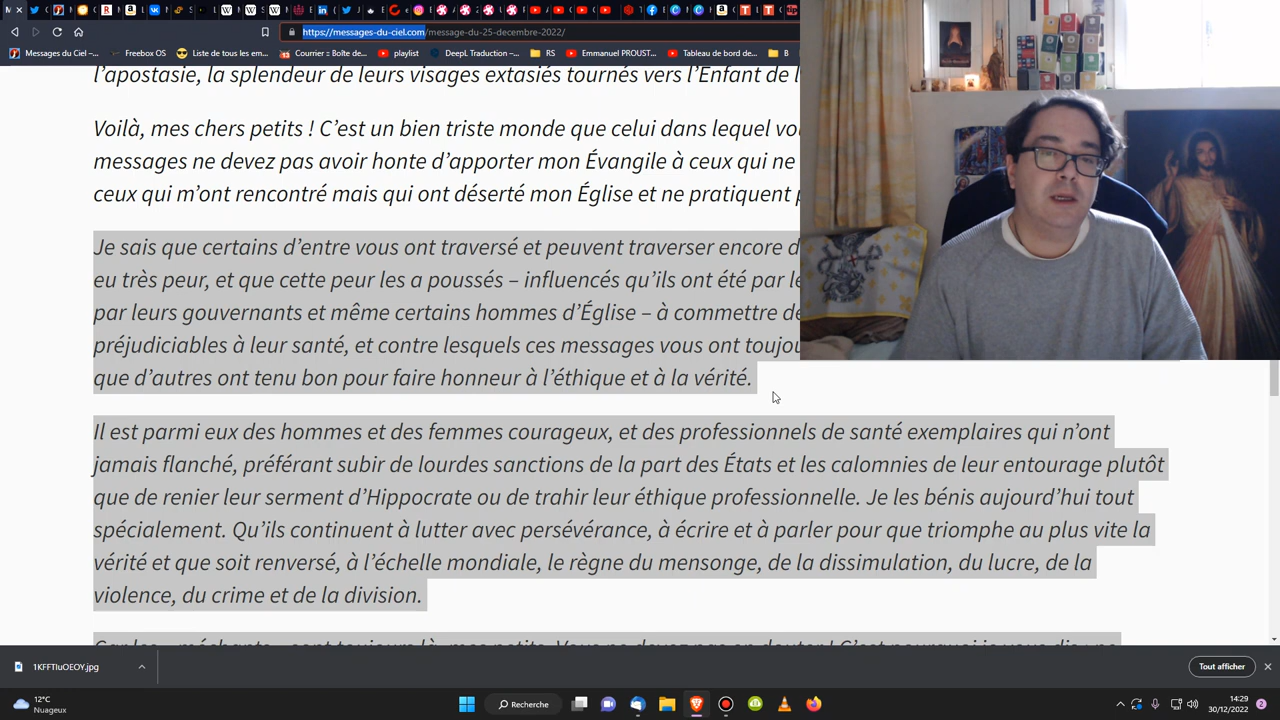 https://messages-du-ciel.com/message-du-25-decembre-2022/
Messages du Ciel – ...
Freebox OS
Liste de tous les em...
Courrier : Boîte de...
playlist
DeepL Traduction –...
RS
Emmanuel PROUST...
Tableau de bord de...
B
l’apostasie, la splendeur de leurs visages extasiés tournés vers l’Enfant de l
Voilà, mes chers petits ! C’est un bien triste monde que celui dans lequel
messages ne devez pas avoir honte d’apporter mon Évangile à ceux qui ne
ceux qui m’ont rencontré mais qui ont déserté mon Église et ne pratiquent
Je sais que certains d’entre vous ont traversé et peuvent traverser encore
eu très peur, et que cette peur les a poussés – influencés qu’ils ont été par
par leurs gouvernants et même certains hommes d’Église – à commettre
préjudiciables à leur santé, et contre lesquels ces messages vous ont
que d’autres ont tenu bon pour faire honneur à l’éthique et à la vérité.
Il est parmi eux des hommes et des femmes courageux, et des professionnels de santé exemplaires qui n’ont
jamais flanché, préférant subir de lourdes sanctions de la part des États et les calomnies de leur entourage plutôt
que de renier leur serment d’Hippocrate ou de trahir leur éthique professionnelle. Je les bénis aujourd’hui tout
spécialement. Qu’ils continuent à lutter avec persévérance, à écrire et à parler pour que triomphe au plus vite la
vérité et que soit renversé, à l’échelle mondiale, le règne du mensonge, de la dissimulation, du lucre, de la
violence, du crime et de la division.
1KFFTIuOEOY.jpg
Tout afficher
12°C
Nuageux
Recherche
14:29
30/12/2022
2